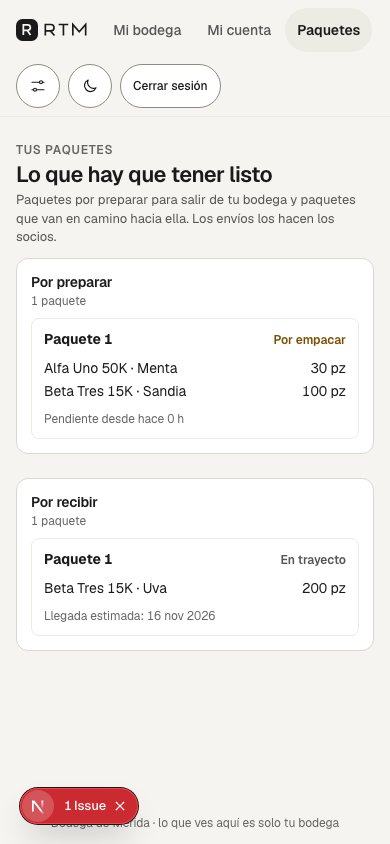 R RTM Mi bodega Mi cuenta Paquetes
Cerrar sesión
TUS PAQUETES
Lo que hay que tener listo
Paquetes por preparar para salir de tu bodega y paquetes
que van en camino hacia ella. Los envíos los hacen los
socios.
Por preparar
1 paquete
Paquete 1 Por empacar
Alfa Uno 50K · Menta 30 pz
Beta Tres 15K · Sandia 100 pz
Pendiente desde hace 0 h
Por recibir
1 paquete
Paquete 1 En trayecto
Beta Tres 15K · Uva 200 pz
Llegada estimada: 16 nov 2026
N 1 Issue
Bodega de Mérida · lo que ves aquí es solo tu bodega